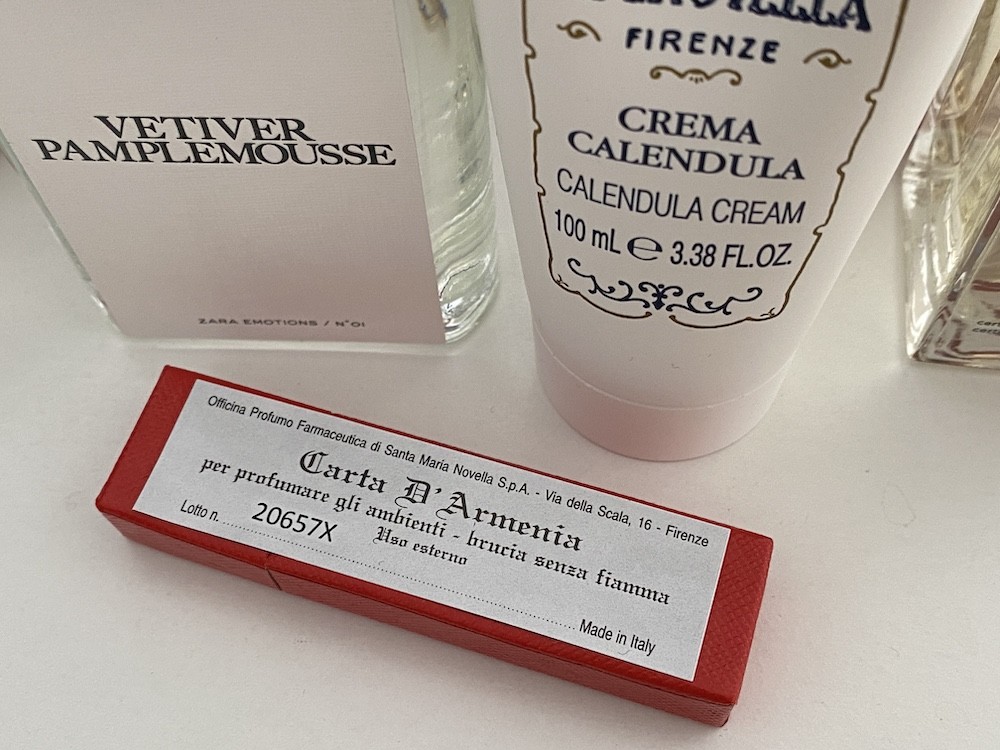 VETIVER
PAMPLEMOUSSE
ZARA EMOTIONS / N°01
FIRENZE
CREMA
CALENDULA
CALENDULA CREAM
100 mL ℮ 3.38 FL.OZ.
Officina Profumo Farmaceutica di Santa Maria Novella S.p.A. - Via della Scala, 16 - Firenze
Carta D'Armenia
per profumare gli ambienti - brucia senza fiamma
Uso esterno
Lotto n. 20657X
Made in Italy